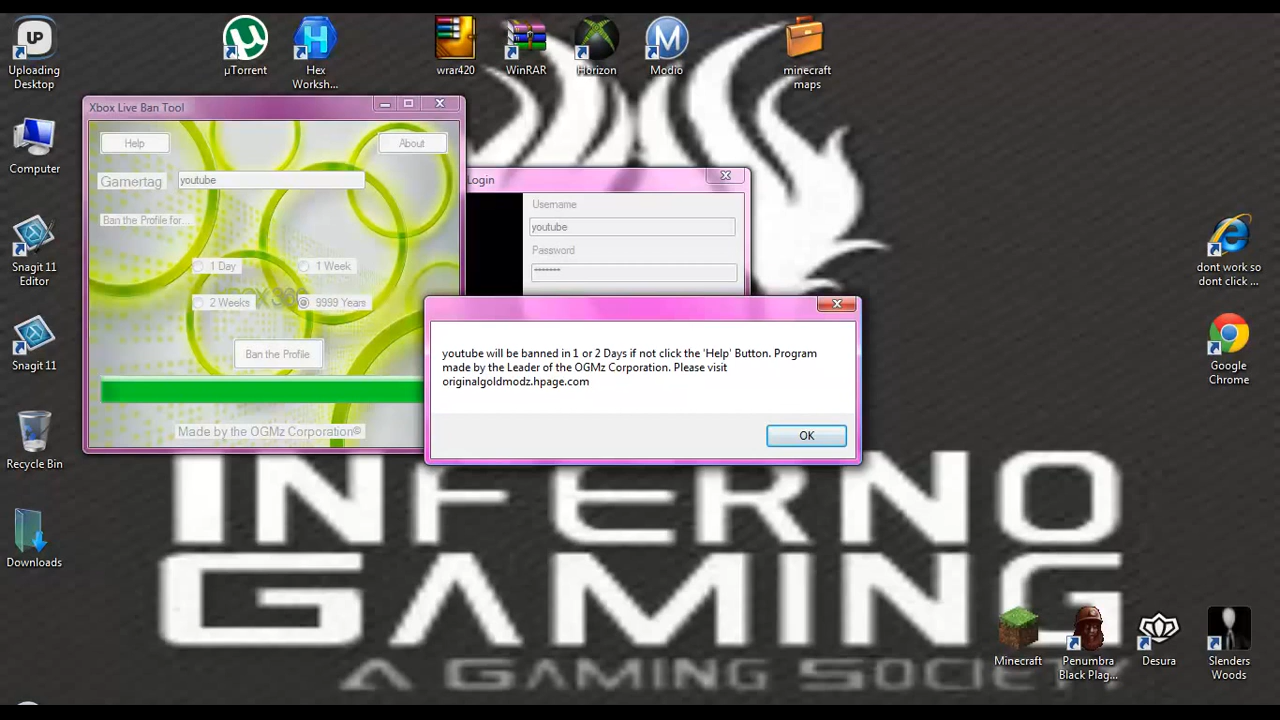 UP
Uploading
Desktop
µTorrent
Hex
Worksh...
wrar420
WinRAR
Horizon
Modio
minecraft
maps
Computer
Snagit 11
Editor
Snagit 11
Recycle Bin
Downloads
Xbox Live Ban Tool
Help
About
Gamertag
youtube
Ban the Profile for...
1 Day
1 Week
2 Weeks
9999 Years
Ban the Profile
Made by the OGMz Corporation©
Login
Username
youtube
Password
*******
youtube will be banned in 1 or 2 Days if not click the 'Help' Button. Program
made by the Leader of the OGMz Corporation. Please visit
originalgoldmodz.hpage.com
OK
dont work so
dont click ...
Google
Chrome
INFERNO
GAMING
A GAMING SOCIETY
Minecraft
Penumbra
Black Plag...
Desura
Slenders
Woods